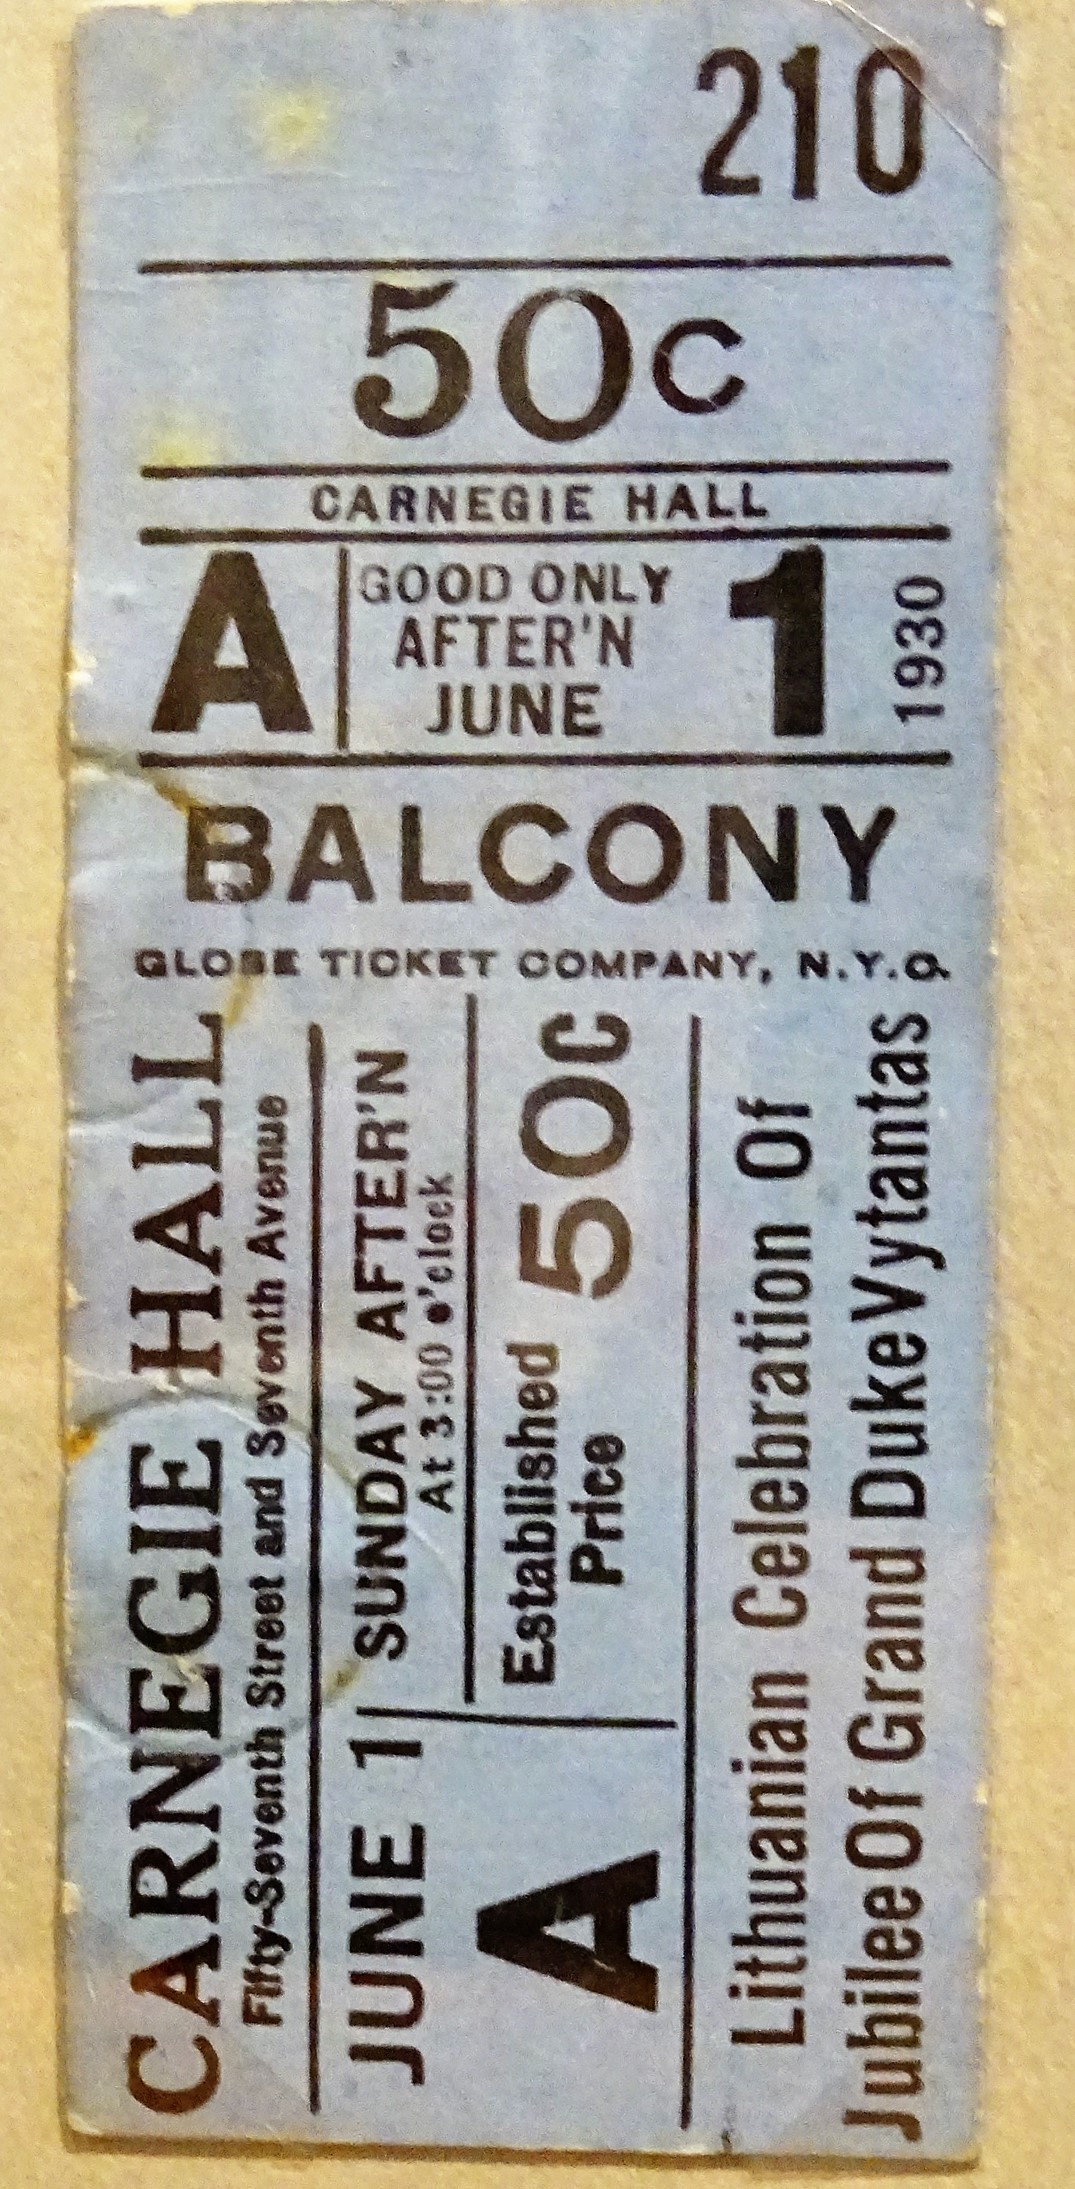 210
50c
CARNEGIE HALL
A
GOOD ONLY
AFTER'N
JUNE
1
1930
BALCONY
GLOBE TICKET COMPANY, N.Y.C.
CARNEGIE HALL
Fifty-Seventh Street and Seventh Avenue
JUNE 1
SUNDAY AFTER'N
At 3:00 o'clock
A
Established
Price
50C
Lithuanian Celebration Of
Jubilee Of Grand Duke Vytantas